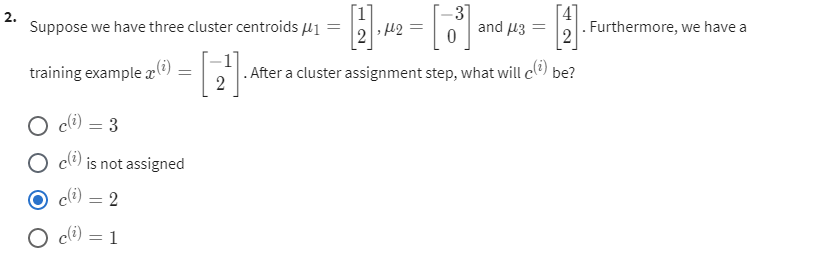 2. Suppose we have three cluster centroids μ₁ = [1 2], μ₂ = [-3 0] and μ₃ = [4 2]. Furthermore, we have a
training example x⁽ⁱ⁾ = [-1 2]. After a cluster assignment step, what will c⁽ⁱ⁾ be?
c⁽ⁱ⁾ = 3
c⁽ⁱ⁾ is not assigned
c⁽ⁱ⁾ = 2
c⁽ⁱ⁾ = 1